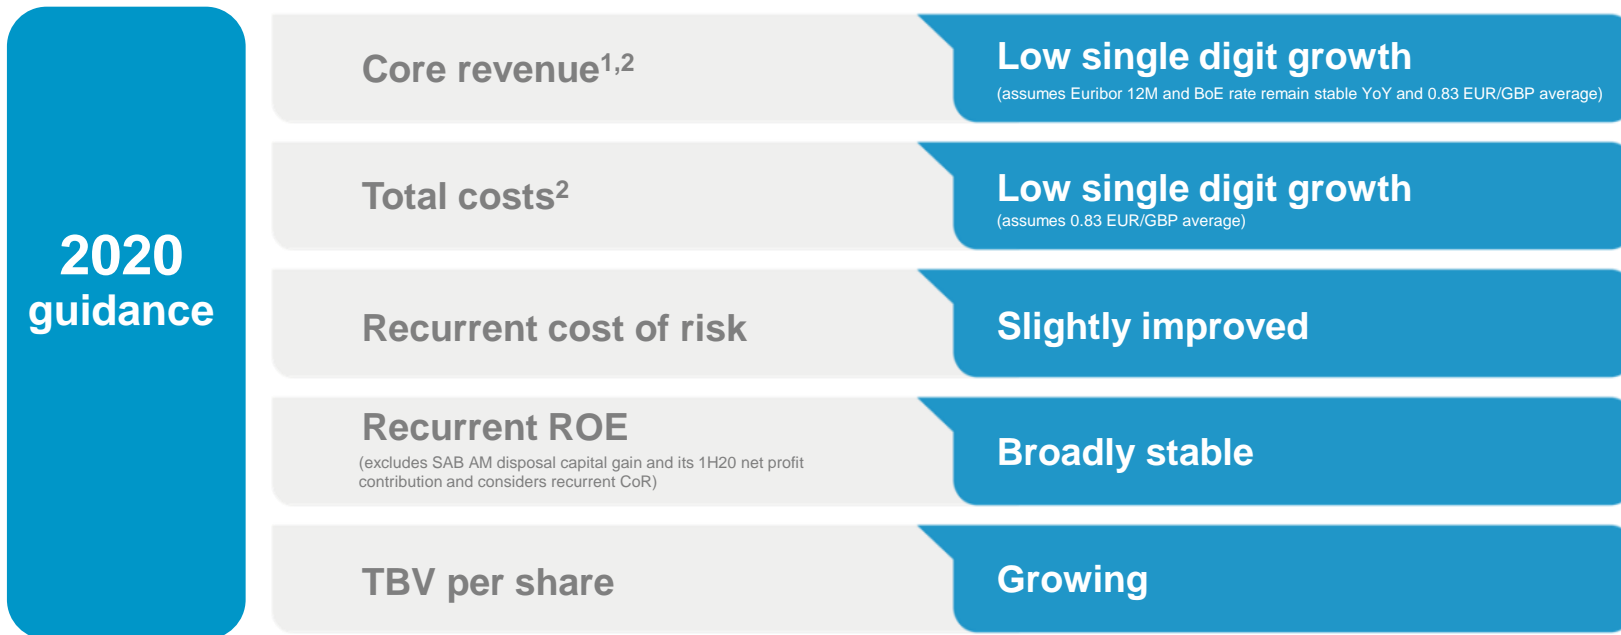 2020
guidance
Core revenue1,2
Low single digit growth
(assumes Euribor 12M and BoE rate remain stable YoY and 0.83 EUR/GBP average)
Total costs2
Low single digit growth
(assumes 0.83 EUR/GBP average)
Recurrent cost of risk
Slightly improved
Recurrent ROE
(excludes SAB AM disposal capital gain and its 1H20 net profit
contribution and considers recurrent CoR)
Broadly stable
TBV per share
Growing